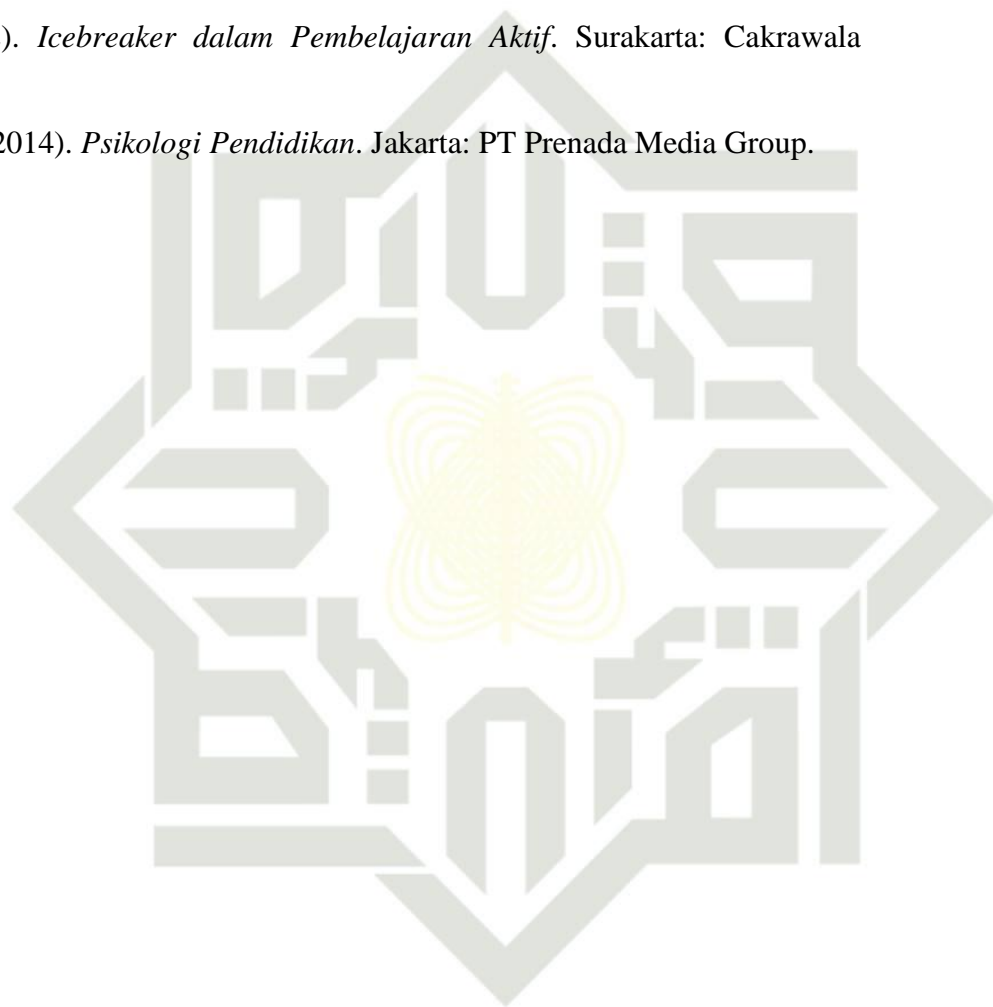 ). Icebreaker dalam Pembelajaran Aktif. Surakarta: Cakrawala
2014). Psikologi Pendidikan. Jakarta: PT Prenada Media Group.